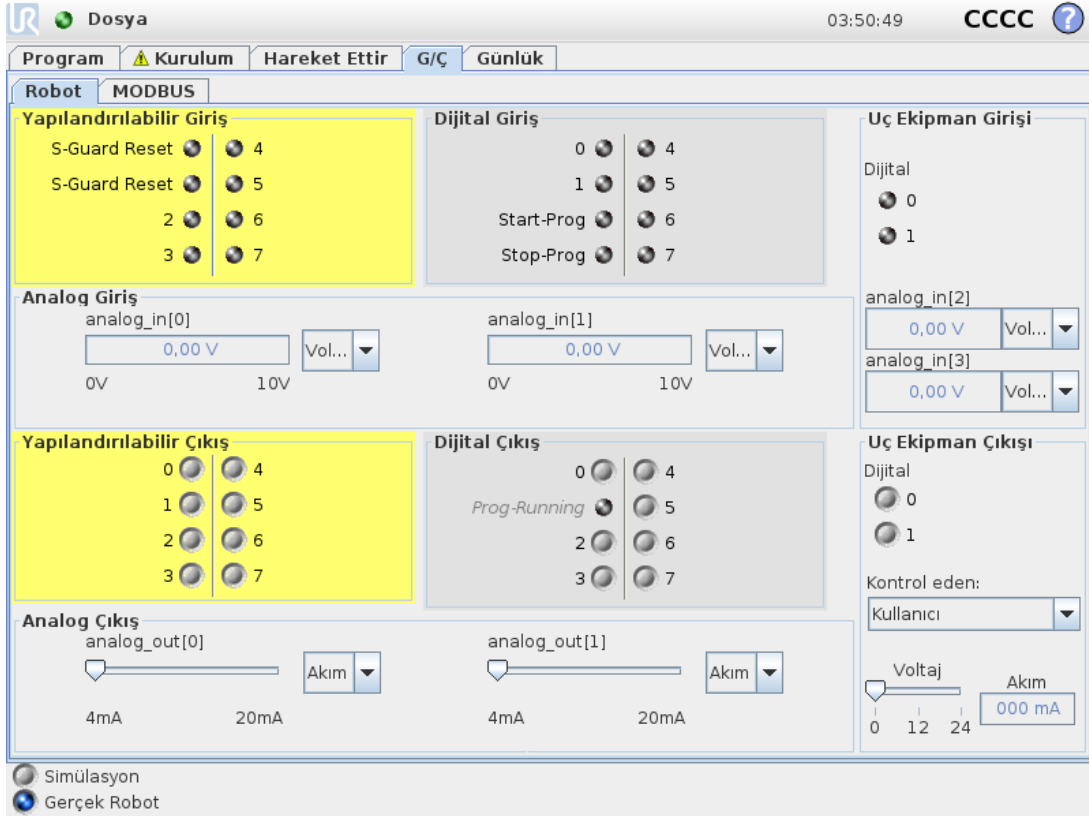 UR Dosya 03:50:49 CCCC ?
Program Kurulum Hareket Ettir G/Ç Günlük
Robot MODBUS
Yapılandırılabilir Giriş
S-Guard Reset 4
S-Guard Reset 5
2 6
3 7
Dijital Giriş
0 4
1 5
Start-Prog 6
Stop-Prog 7
Uç Ekipman Girişi
Dijital
0
1
analog_in[2]
0,00 V Vol...
analog_in[3]
0,00 V Vol...
Analog Giriş
analog_in[0]
0,00 V Vol...
0V 10V
analog_in[1]
0,00 V Vol...
0V 10V
Yapılandırılabilir Çıkış
0 4
1 5
2 6
3 7
Dijital Çıkış
0 4
Prog-Running 5
2 6
3 7
Uç Ekipman Çıkışı
Dijital
0
1
Kontrol eden:
Kullanıcı
Voltaj
0 12 24
Akım
000 mA
Analog Çıkış
analog_out[0]
Akım
4mA 20mA
analog_out[1]
Akım
4mA 20mA
Simülasyon
Gerçek Robot